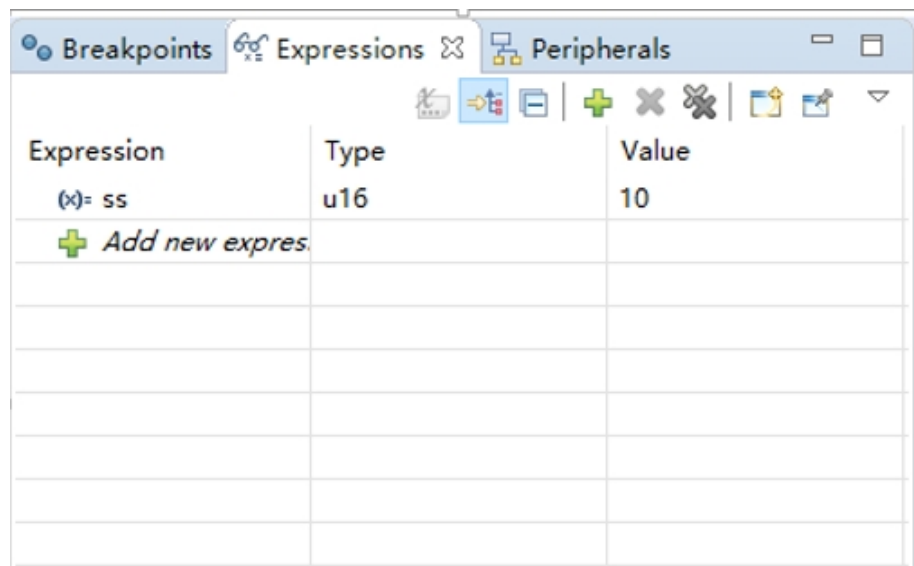 Breakpoints Expressions Peripherals
Expression Type Value
(x)= ss u16 10
Add new expres